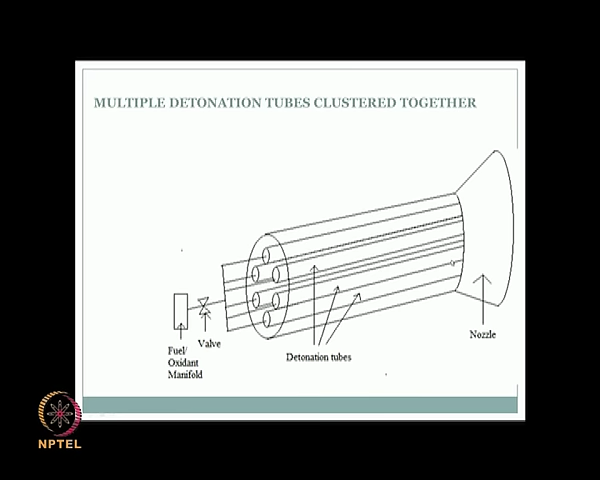 MULTIPLE DETONATION TUBES CLUSTERED TOGETHER
Nozzle
Valve
Fuel/
Oxidant
Manifold
Detonation tubes
NPTEL